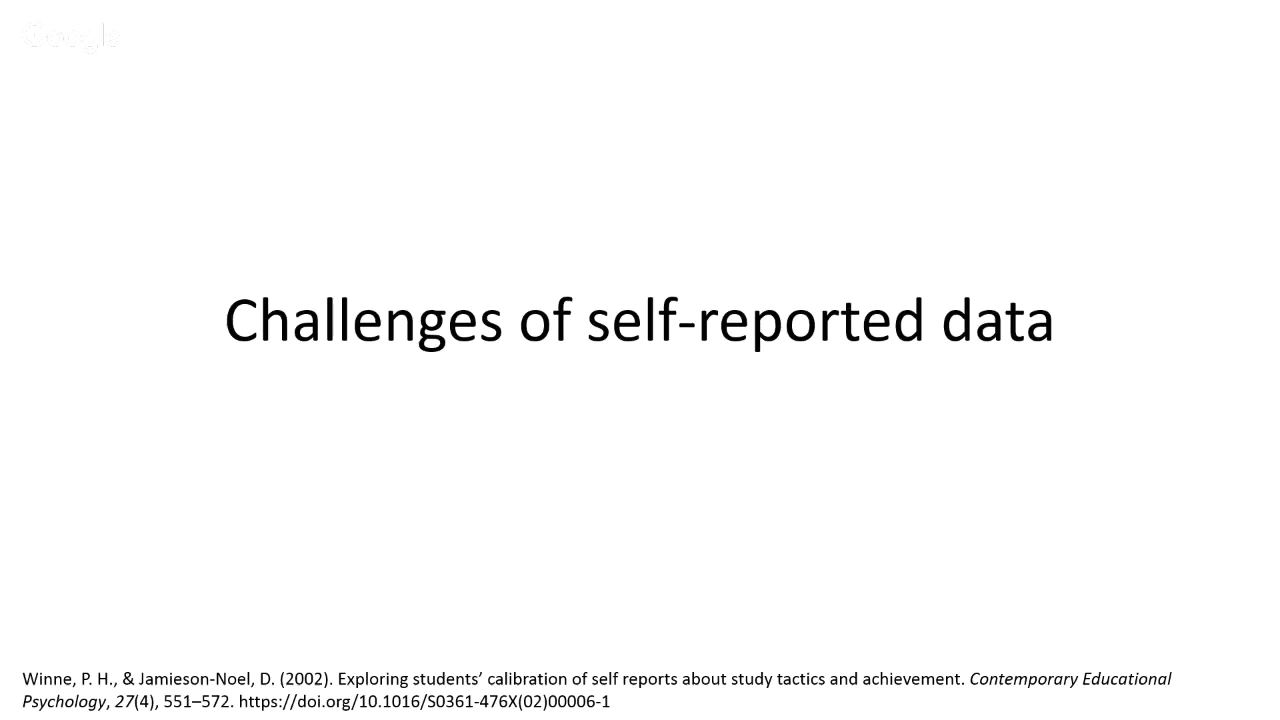 Google
Challenges of self-reported data
Winne, P. H., & Jamieson-Noel, D. (2002). Exploring students’ calibration of self reports about study tactics and achievement. Contemporary Educational
Psychology, 27(4), 551–572. https://doi.org/10.1016/S0361-476X(02)00006-1